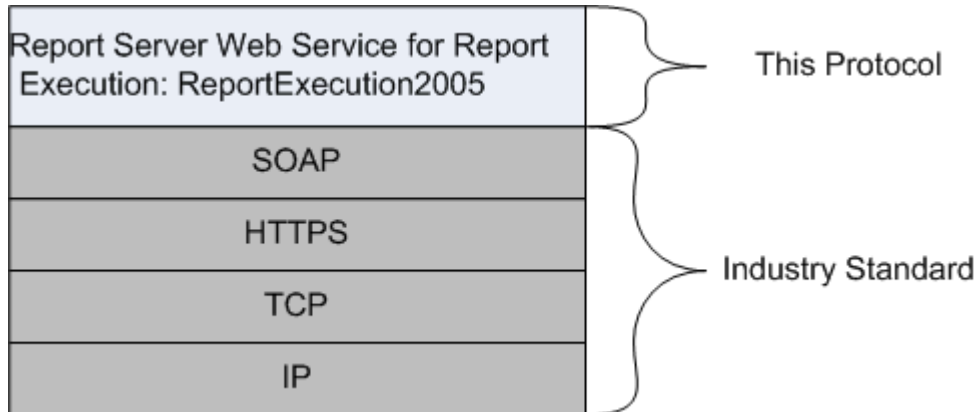 Report Server Web Service for Report
Execution: ReportExecution2005
This Protocol
SOAP
HTTPS
TCP
IP
Industry Standard